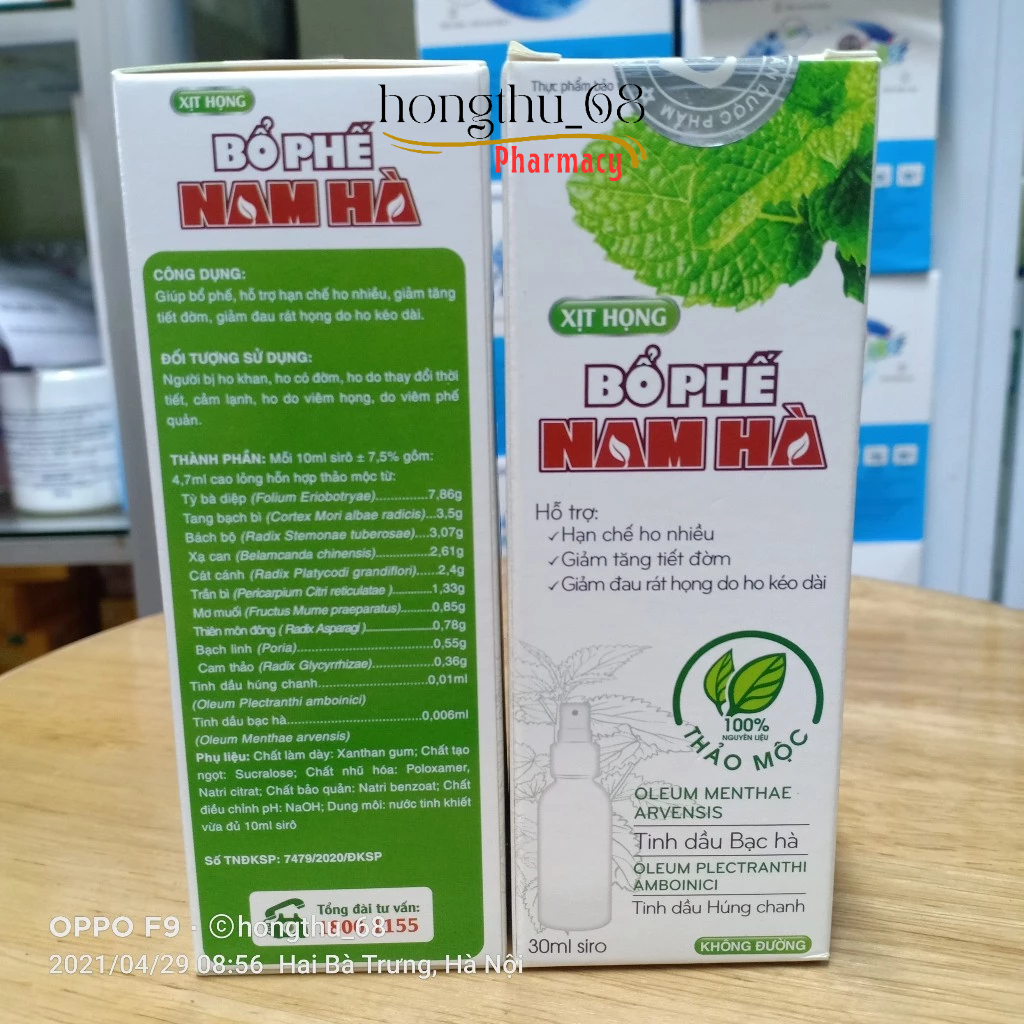 hongthu_68
Pharmacy
XỊT HỌNG
BỔ PHẾ
NAM HÀ
CÔNG DỤNG:
Giúp bổ phế, hỗ trợ hạn chế ho nhiều, giảm tăng
tiết đờm, giảm đau rát họng do ho kéo dài.
ĐỐI TƯỢNG SỬ DỤNG:
Người bị ho khan, ho có đờm, ho do thay đổi thời
tiết, cảm lạnh, ho do viêm họng, do viêm phế
quản.
THÀNH PHẦN: Mỗi 10ml sirô ± 7,5% gồm:
4,7ml cao lỏng hỗn hợp thảo mộc từ:
Tỳ bà diệp (Folium Eriobotryae)..............7,86g
Tang bạch bì (Cortex Mori albae radicis)...3,5g
Bách bộ (Radix Stemonae tuberosae)....3,07g
Xạ can (Belamcanda chinensis)..............2,61g
Cát cánh (Radix Platycodi grandiflori)......2,4g
Trần bì (Pericarpium Citri reticulatae )..........1,33g
Mơ muối (Fructus Mume praeparatus).......0,85g
Thiên môn đông ( Radix Asparagi )..............0,78g
Bạch linh (Poria)............................0,55g
Cam thảo (Radix Glycyrrhizae)..............0,36g
Tinh dầu húng chanh......................0,01ml
(Oleum Plectranthi amboinici)
Tinh dầu bạc hà............................0,006ml
(Oleum Menthae arvensis)
Phụ liệu: Chất làm dày: Xanthan gum; Chất tạo
ngọt: Sucralose; Chất nhũ hóa: Poloxamer,
Natri citrat; Chất bảo quản: Natri benzoat; Chất
điều chỉnh pH: NaOH; Dung môi: nước tinh khiết
vừa đủ 10ml sirô
Số TNĐKSP: 7479/2020/ĐKSP
Tổng đài tư vấn:
1800 1155
Thực phẩm bảo
DƯỢC PHẨM
XỊT HỌNG
BỔ PHẾ
NAM HÀ
Hỗ trợ:
✓Hạn chế ho nhiều
✓Giảm tăng tiết đờm
✓Giảm đau rát họng do ho kéo dài
100%
NGUYÊN LIỆU
THẢO MỘC
OLEUM MENTHAE
ARVENSIS
Tinh dầu Bạc hà
OLEUM PLECTRANTHI
AMBOINICI
Tinh dầu Húng chanh
30ml siro
KHÔNG ĐƯỜNG
OPPO F9 · ©hongthu_68
2021/04/29 08:56 Hai Bà Trưng, Hà Nội